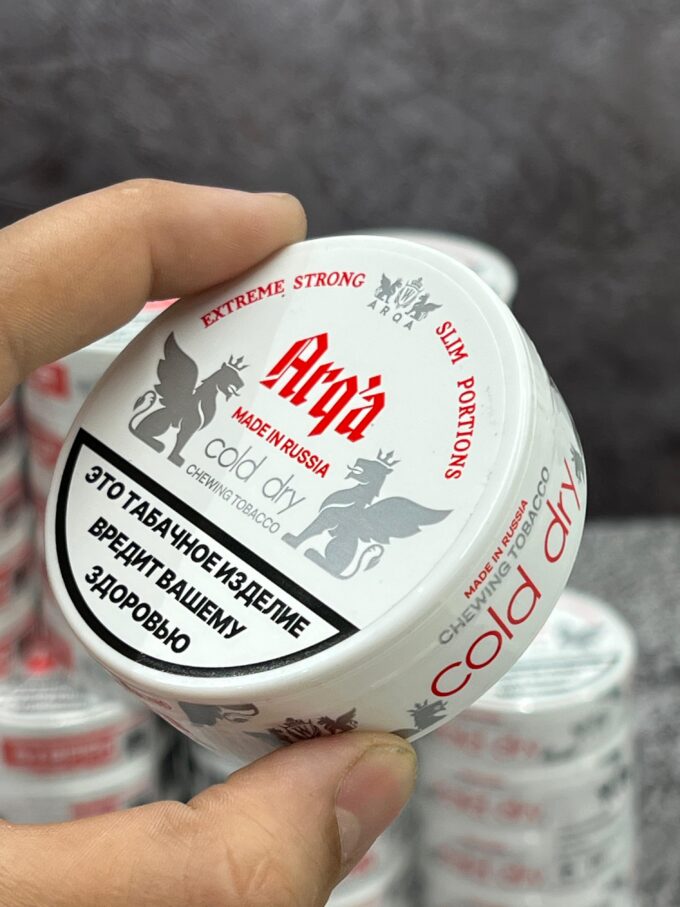 EXTREME STRONG
ARQA
SLIM PORTIONS
Arqa
MADE IN RUSSIA
cold dry
CHEWING TOBACCO
ЭТО ТАБАЧНОЕ ИЗДЕЛИЕ
ВРЕДИТ ВАШЕМУ
ЗДОРОВЬЮ
MADE IN RUSSIA
CHEWING TOBACCO
cold dry